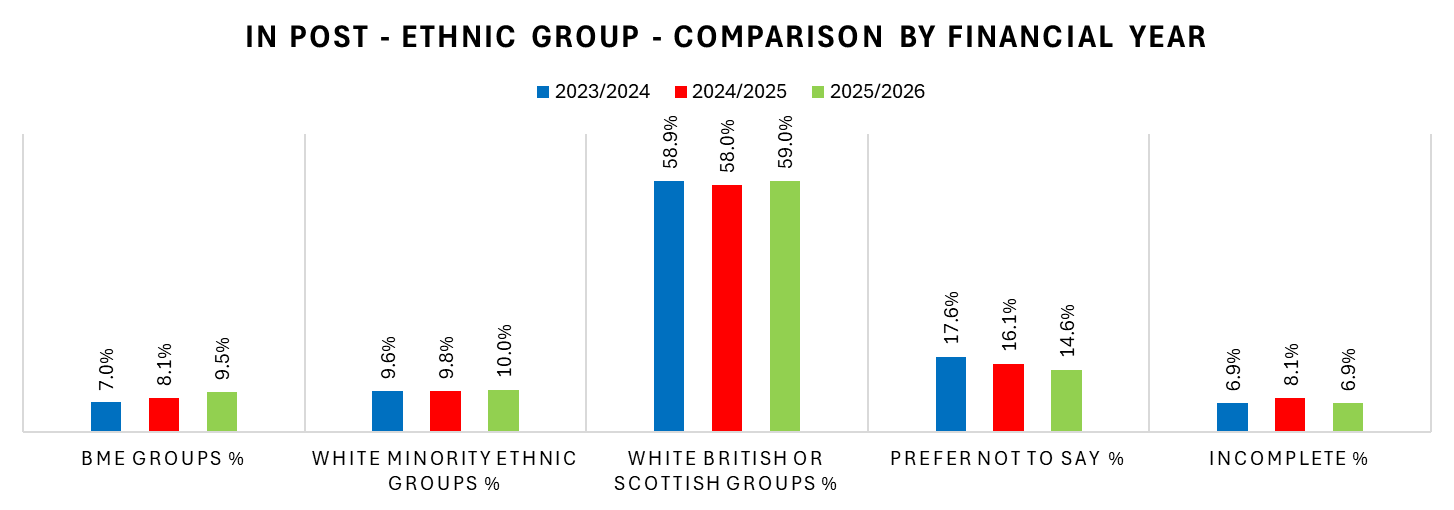 IN POST - ETHNIC GROUP - COMPARISON BY FINANCIAL YEAR
2023/2024 2024/2025 2025/2026
7.0% 8.1% 9.5%
9.6% 9.8% 10.0%
58.9% 58.0% 59.0%
17.6% 16.1% 14.6%
6.9% 8.1% 6.9%
BME GROUPS %
WHITE MINORITY ETHNIC
GROUPS %
WHITE BRITISH OR
SCOTTISH GROUPS %
PREFER NOT TO SAY %
INCOMPLETE %